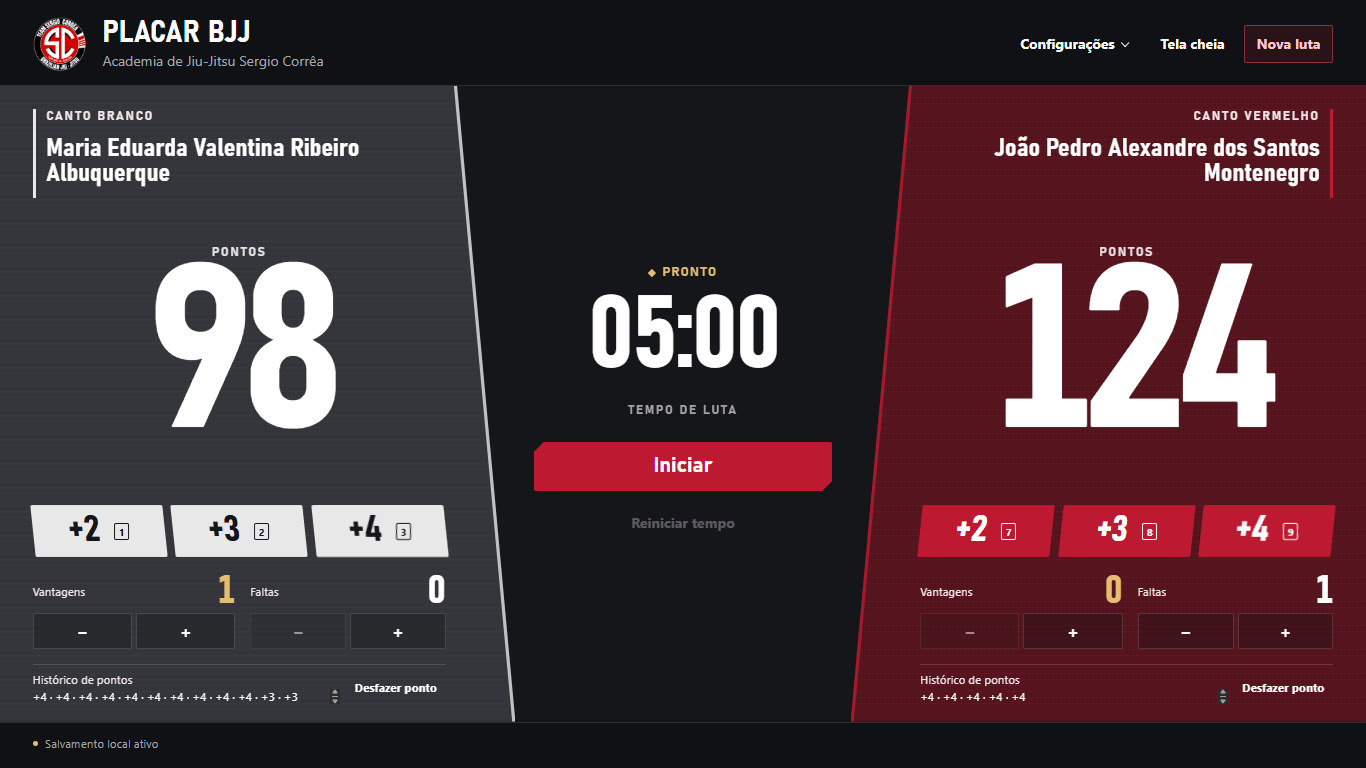 SC
PLACAR BJJ
Academia de Jiu-Jitsu Sergio Corrêa
Configurações
Tela cheia
Nova luta
CANTO BRANCO
Maria Eduarda Valentina Ribeiro
Albuquerque
PONTOS
98
+2 1
+3 2
+4 3
Vantagens 1
Faltas 0
− +
− +
Histórico de pontos
+4 · +4 · +4 · +4 · +4 · +4 · +4 · +4 · +4 · +4 · +3 · +3
Desfazer ponto
◆ PRONTO
05:00
TEMPO DE LUTA
Iniciar
Reiniciar tempo
CANTO VERMELHO
João Pedro Alexandre dos Santos
Montenegro
PONTOS
124
+2 7
+3 8
+4 9
Vantagens 0
Faltas 1
− +
− +
Histórico de pontos
+4 · +4 · +4 · +4 · +4
Desfazer ponto
Salvamento local ativo